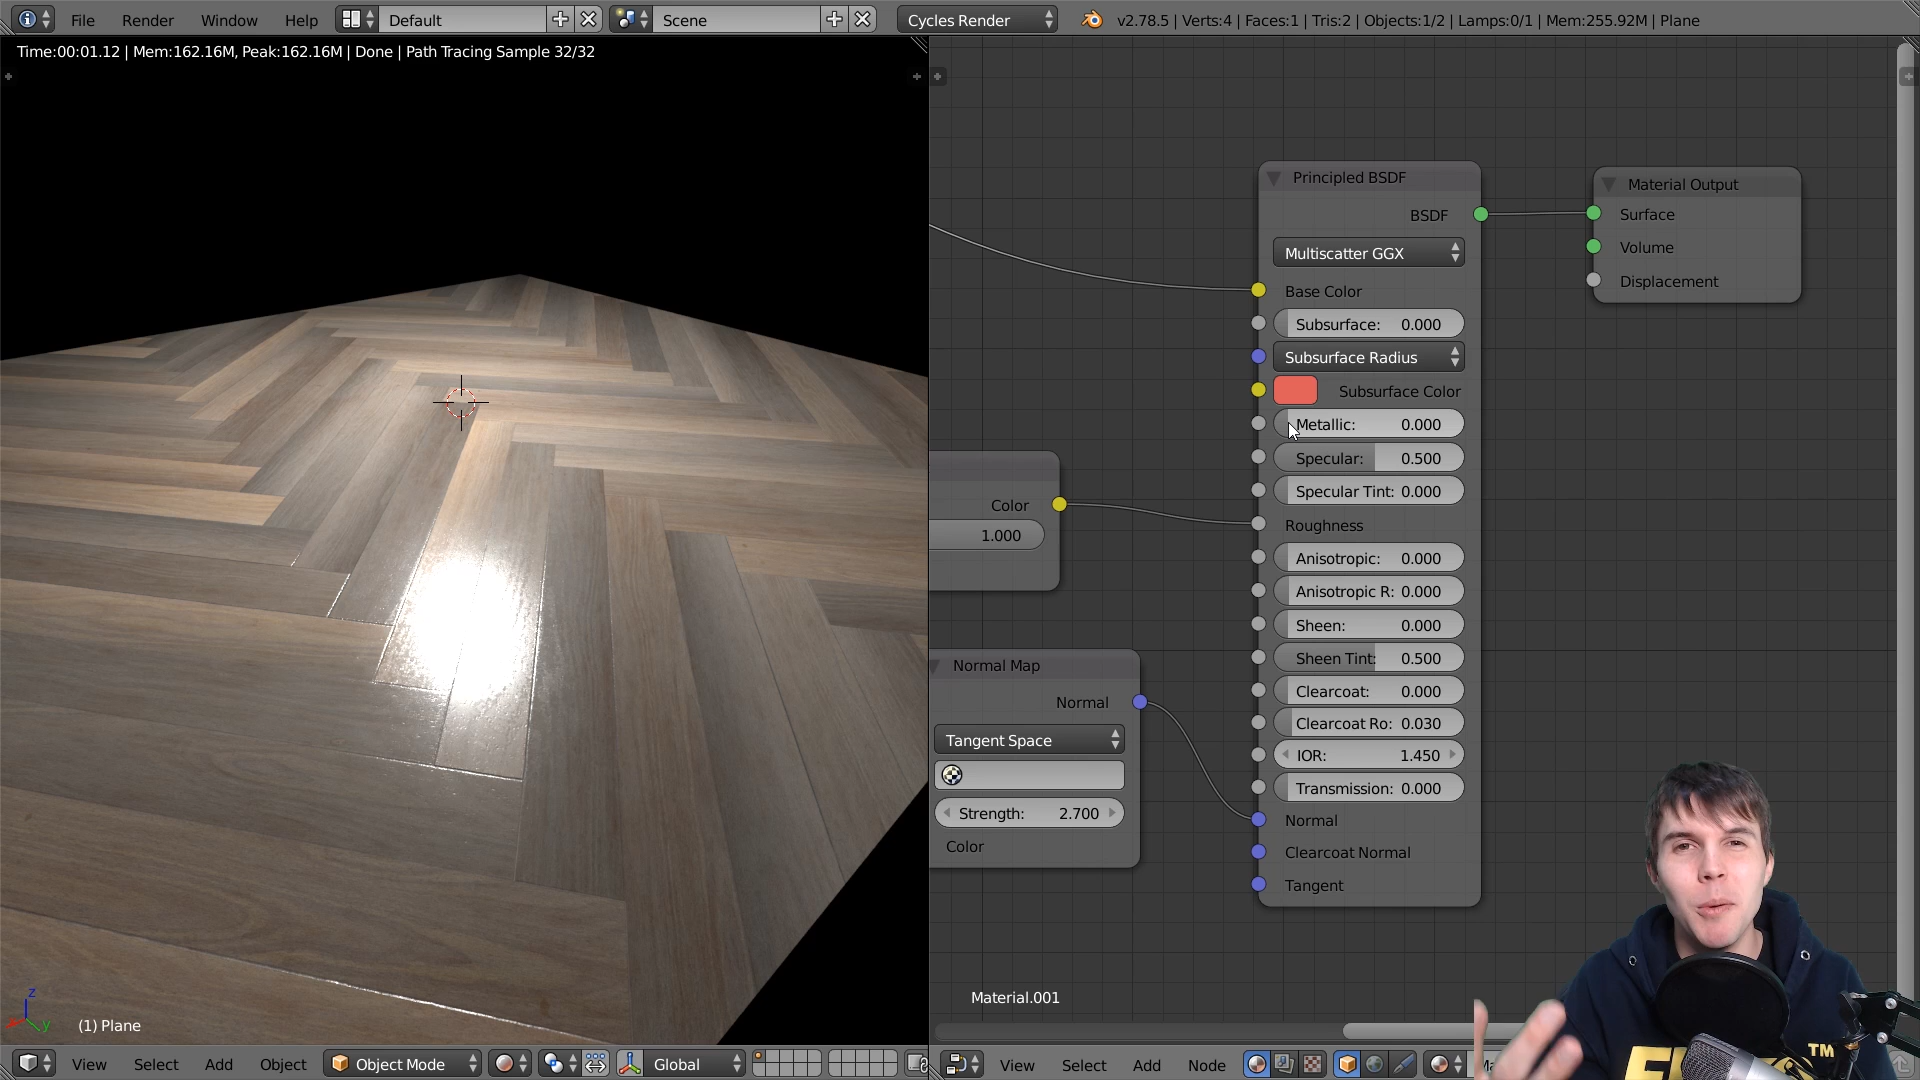 File Render Window Help Default Scene Cycles Render v2.78.5 | Verts:4 | Faces:1 | Tris:2 | Objects:1/2 | Lamps:0/1 | Mem:255.92M | Plane
Time:00:01.12 | Mem:162.16M, Peak:162.16M | Done | Path Tracing Sample 32/32
Principled BSDF
BSDF
Multiscatter GGX
Base Color
Subsurface: 0.000
Subsurface Radius
Subsurface Color
Metallic: 0.000
Specular: 0.500
Specular Tint: 0.000
Roughness
Anisotropic: 0.000
Anisotropic R: 0.000
Sheen: 0.000
Sheen Tint: 0.500
Clearcoat: 0.000
Clearcoat Ro: 0.030
IOR: 1.450
Transmission: 0.000
Normal
Clearcoat Normal
Tangent
Material Output
Surface
Volume
Displacement
Color
1.000
Normal Map
Normal
Tangent Space
Strength: 2.700
Color
Material.001
z
y
(1) Plane
View Select Add Object Object Mode Global
View Select Add Node
TM